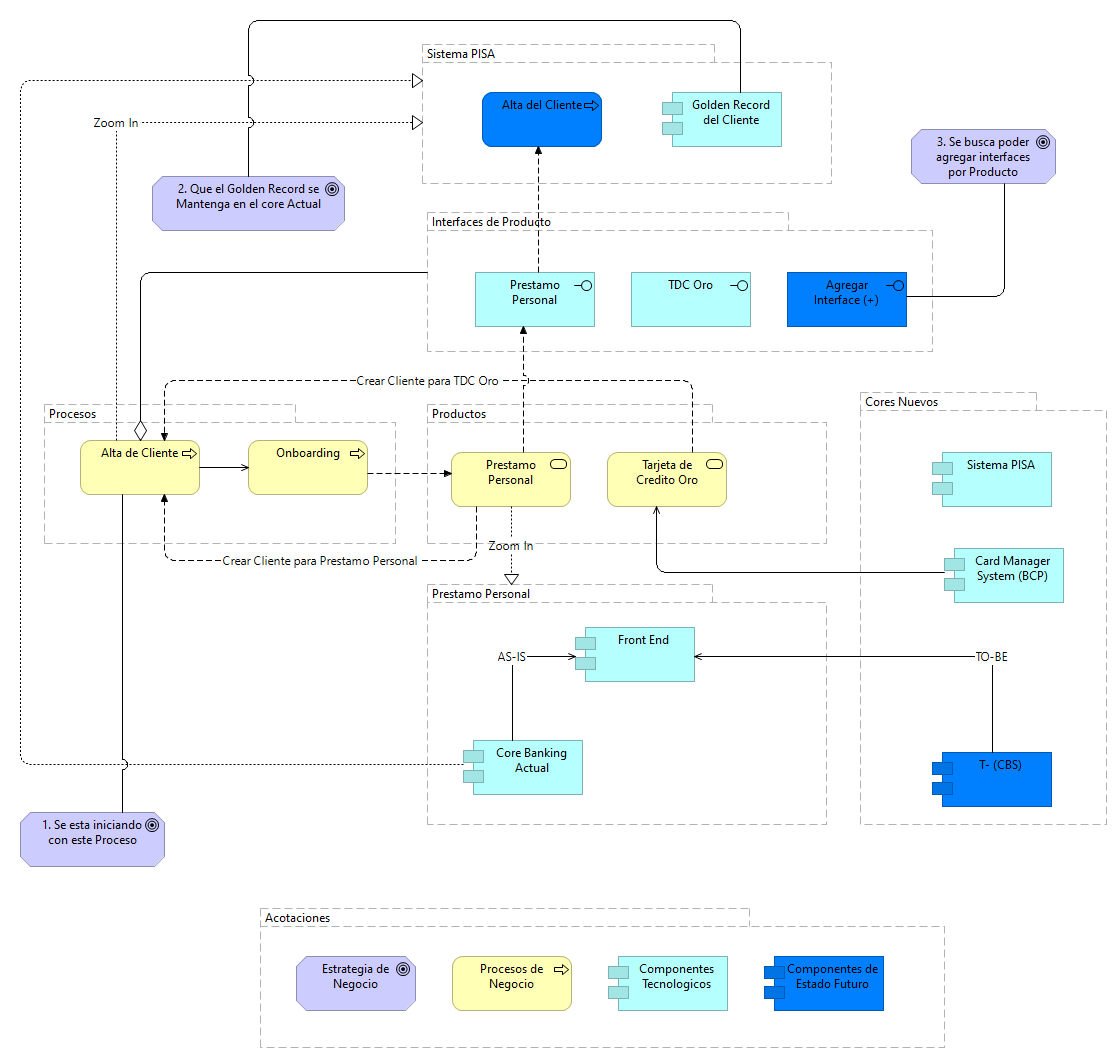 Sistema PISA
Alta del Cliente
Golden Record
del Cliente
Zoom In
3. Se busca poder
agregar interfaces
por Producto
2. Que el Golden Record se
Mantenga en el core Actual
Interfaces de Producto
Prestamo
Personal
TDC Oro
Agregar
Interface (+)
Crear Cliente para TDC Oro
Procesos
Alta de Cliente
Onboarding
Productos
Prestamo
Personal
Tarjeta de
Credito Oro
Cores Nuevos
Sistema PISA
Card Manager
System (BCP)
Zoom In
Crear Cliente para Prestamo Personal
Prestamo Personal
Front End
AS-IS
TO-BE
Core Banking
Actual
T- (CBS)
1. Se esta iniciando
con este Proceso
Acotaciones
Estrategia de
Negocio
Procesos de
Negocio
Componentes
Tecnologicos
Componentes de
Estado Futuro